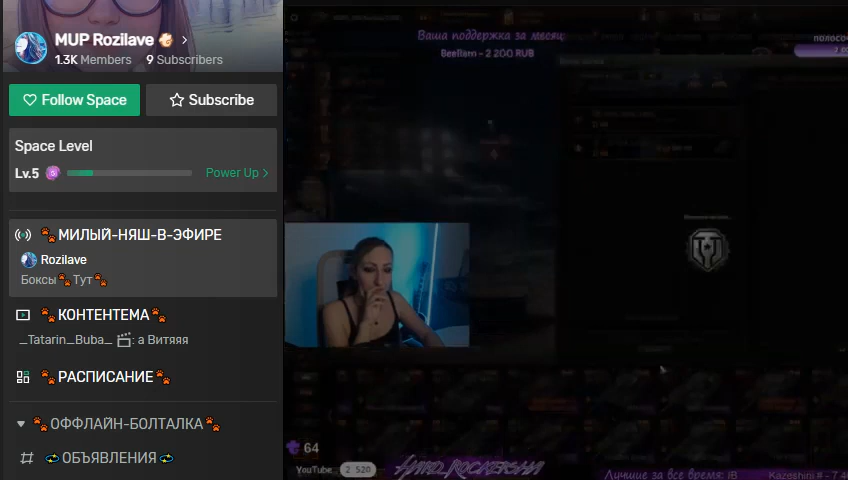 MUP Rozilave
1.3K Members 9 Subscribers
Follow Space
Subscribe
Space Level
Lv.5
Power Up
МИЛЫЙ-НЯШ-В-ЭФИРЕ
Rozilave
Боксы Тут
КОНТЕНТЕМА
_Tatarin_Buba_ : а Витяяя
РАСПИСАНИЕ
ОФФЛАЙН-БОЛТАЛКА
ОБЪЯВЛЕНИЯ
Ваша поддержка за месяц:
- 2 200 RUB
64
YouTube 2 520
Лучшие за все время: